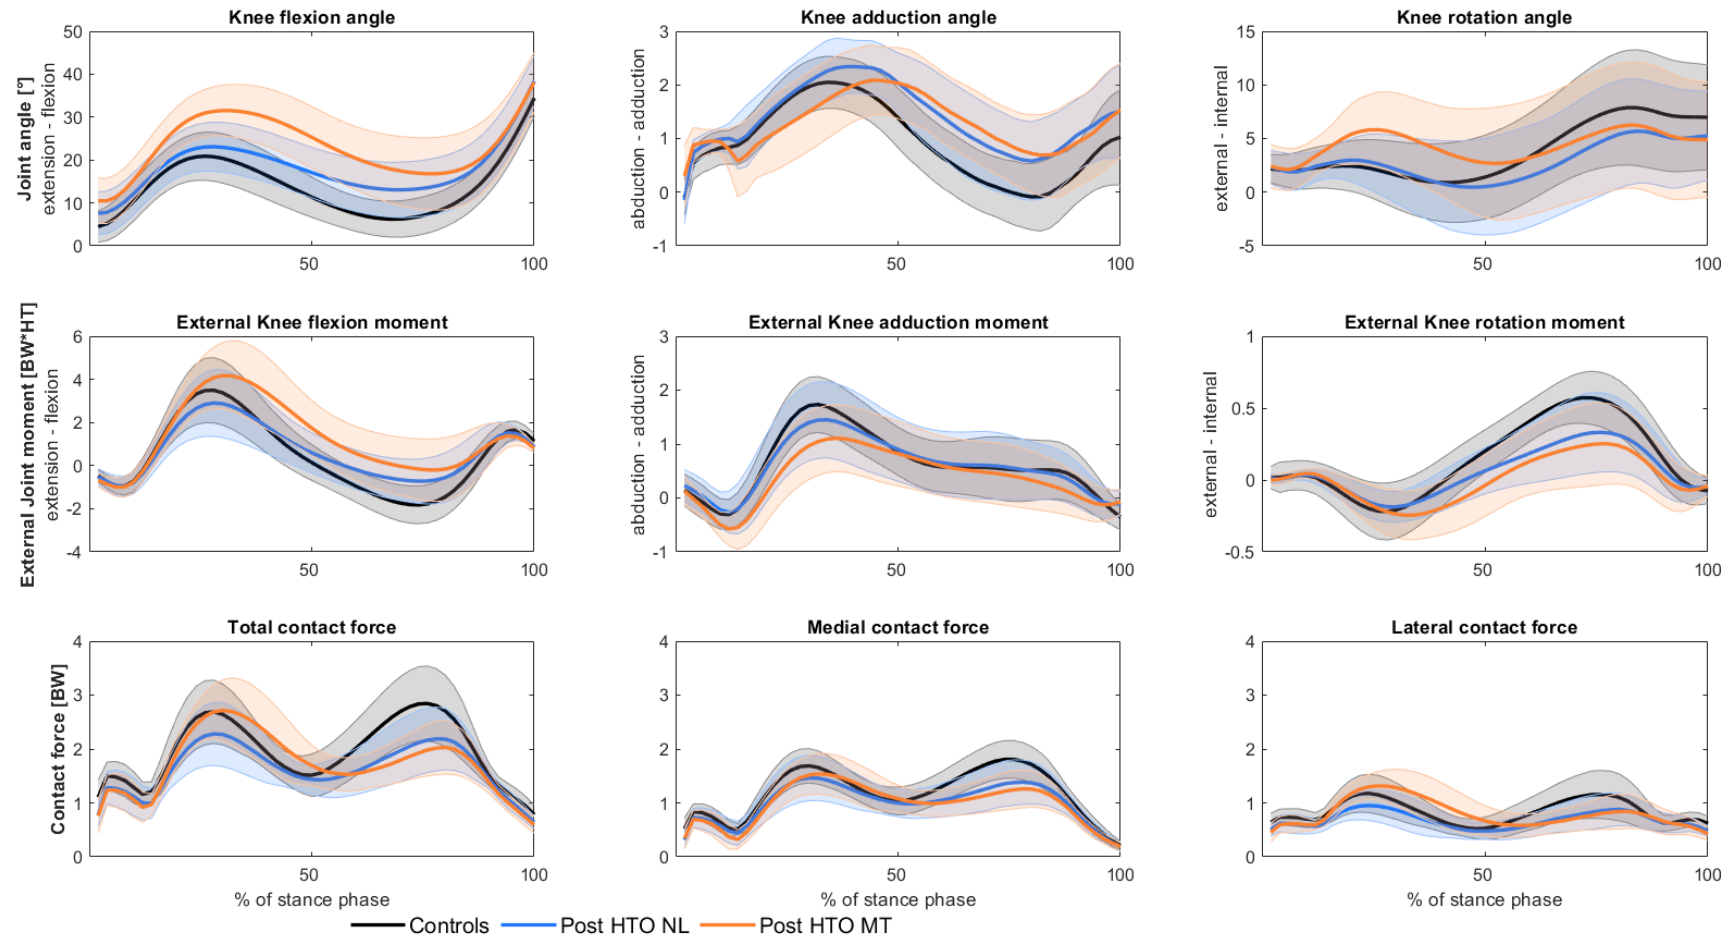 Knee flexion angle
Joint angle [°]
extension - flexion
50
40
30
20
10
0
50
100
Knee adduction angle
abduction - adduction
3
2
1
0
-1
50
100
Knee rotation angle
external - internal
15
10
5
0
-5
50
100
External Knee flexion moment
External Joint moment [BW*HT]
extension - flexion
6
4
2
0
-2
-4
50
100
External Knee adduction moment
abduction - adduction
3
2
1
0
-1
50
100
External Knee rotation moment
external - internal
1
0.5
0
-0.5
50
100
Total contact force
Contact force [BW]
4
3
2
1
0
50
100
% of stance phase
Medial contact force
4
3
2
1
0
50
100
% of stance phase
Lateral contact force
4
3
2
1
0
50
100
% of stance phase
Controls
Post HTO NL
Post HTO MT